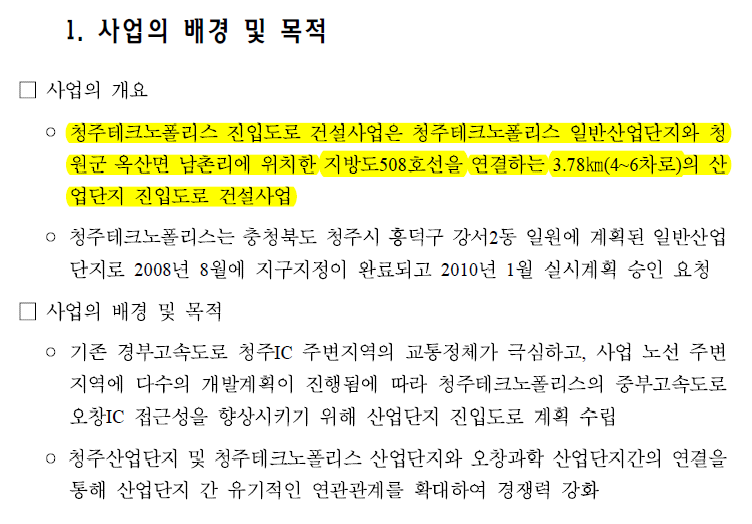 1. 사업의 배경 및 목적
□ 사업의 개요
○ 청주테크노폴리스 진입도로 건설사업은 청주테크노폴리스 일반산업단지와 청
원군 옥산면 남촌리에 위치한 지방도508호선을 연결하는 3.78㎞(4~6차로)의 산
업단지 진입도로 건설사업
○ 청주테크노폴리스는 충청북도 청주시 흥덕구 강서2동 일원에 계획된 일반산업
단지로 2008년 8월에 지구지정이 완료되고 2010년 1월 실시계획 승인 요청
□ 사업의 배경 및 목적
○ 기존 경부고속도로 청주IC 주변지역의 교통정체가 극심하고, 사업 노선 주변
지역에 다수의 개발계획이 진행됨에 따라 청주테크노폴리스의 중부고속도로
오창IC 접근성을 향상시키기 위해 산업단지 진입도로 계획 수립
○ 청주산업단지 및 청주테크노폴리스 산업단지와 오창과학 산업단지간의 연결을
통해 산업단지 간 유기적인 연관관계를 확대하여 경쟁력 강화